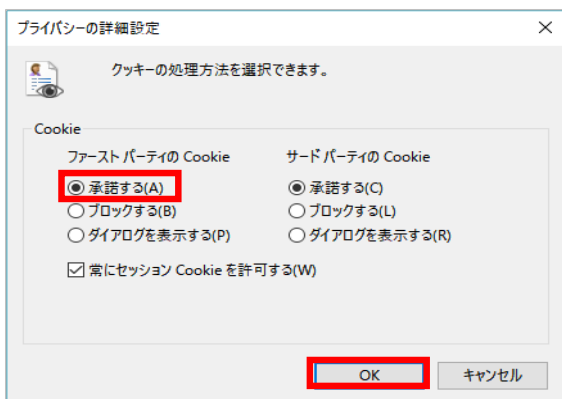 プライバシーの詳細設定
クッキーの処理方法を選択できます。
Cookie
ファースト パーティの Cookie
サード パーティの Cookie
承諾する(A)
承諾する(C)
ブロックする(B)
ブロックする(L)
ダイアログを表示する(P)
ダイアログを表示する(R)
常にセッション Cookie を許可する(W)
OK
キャンセル